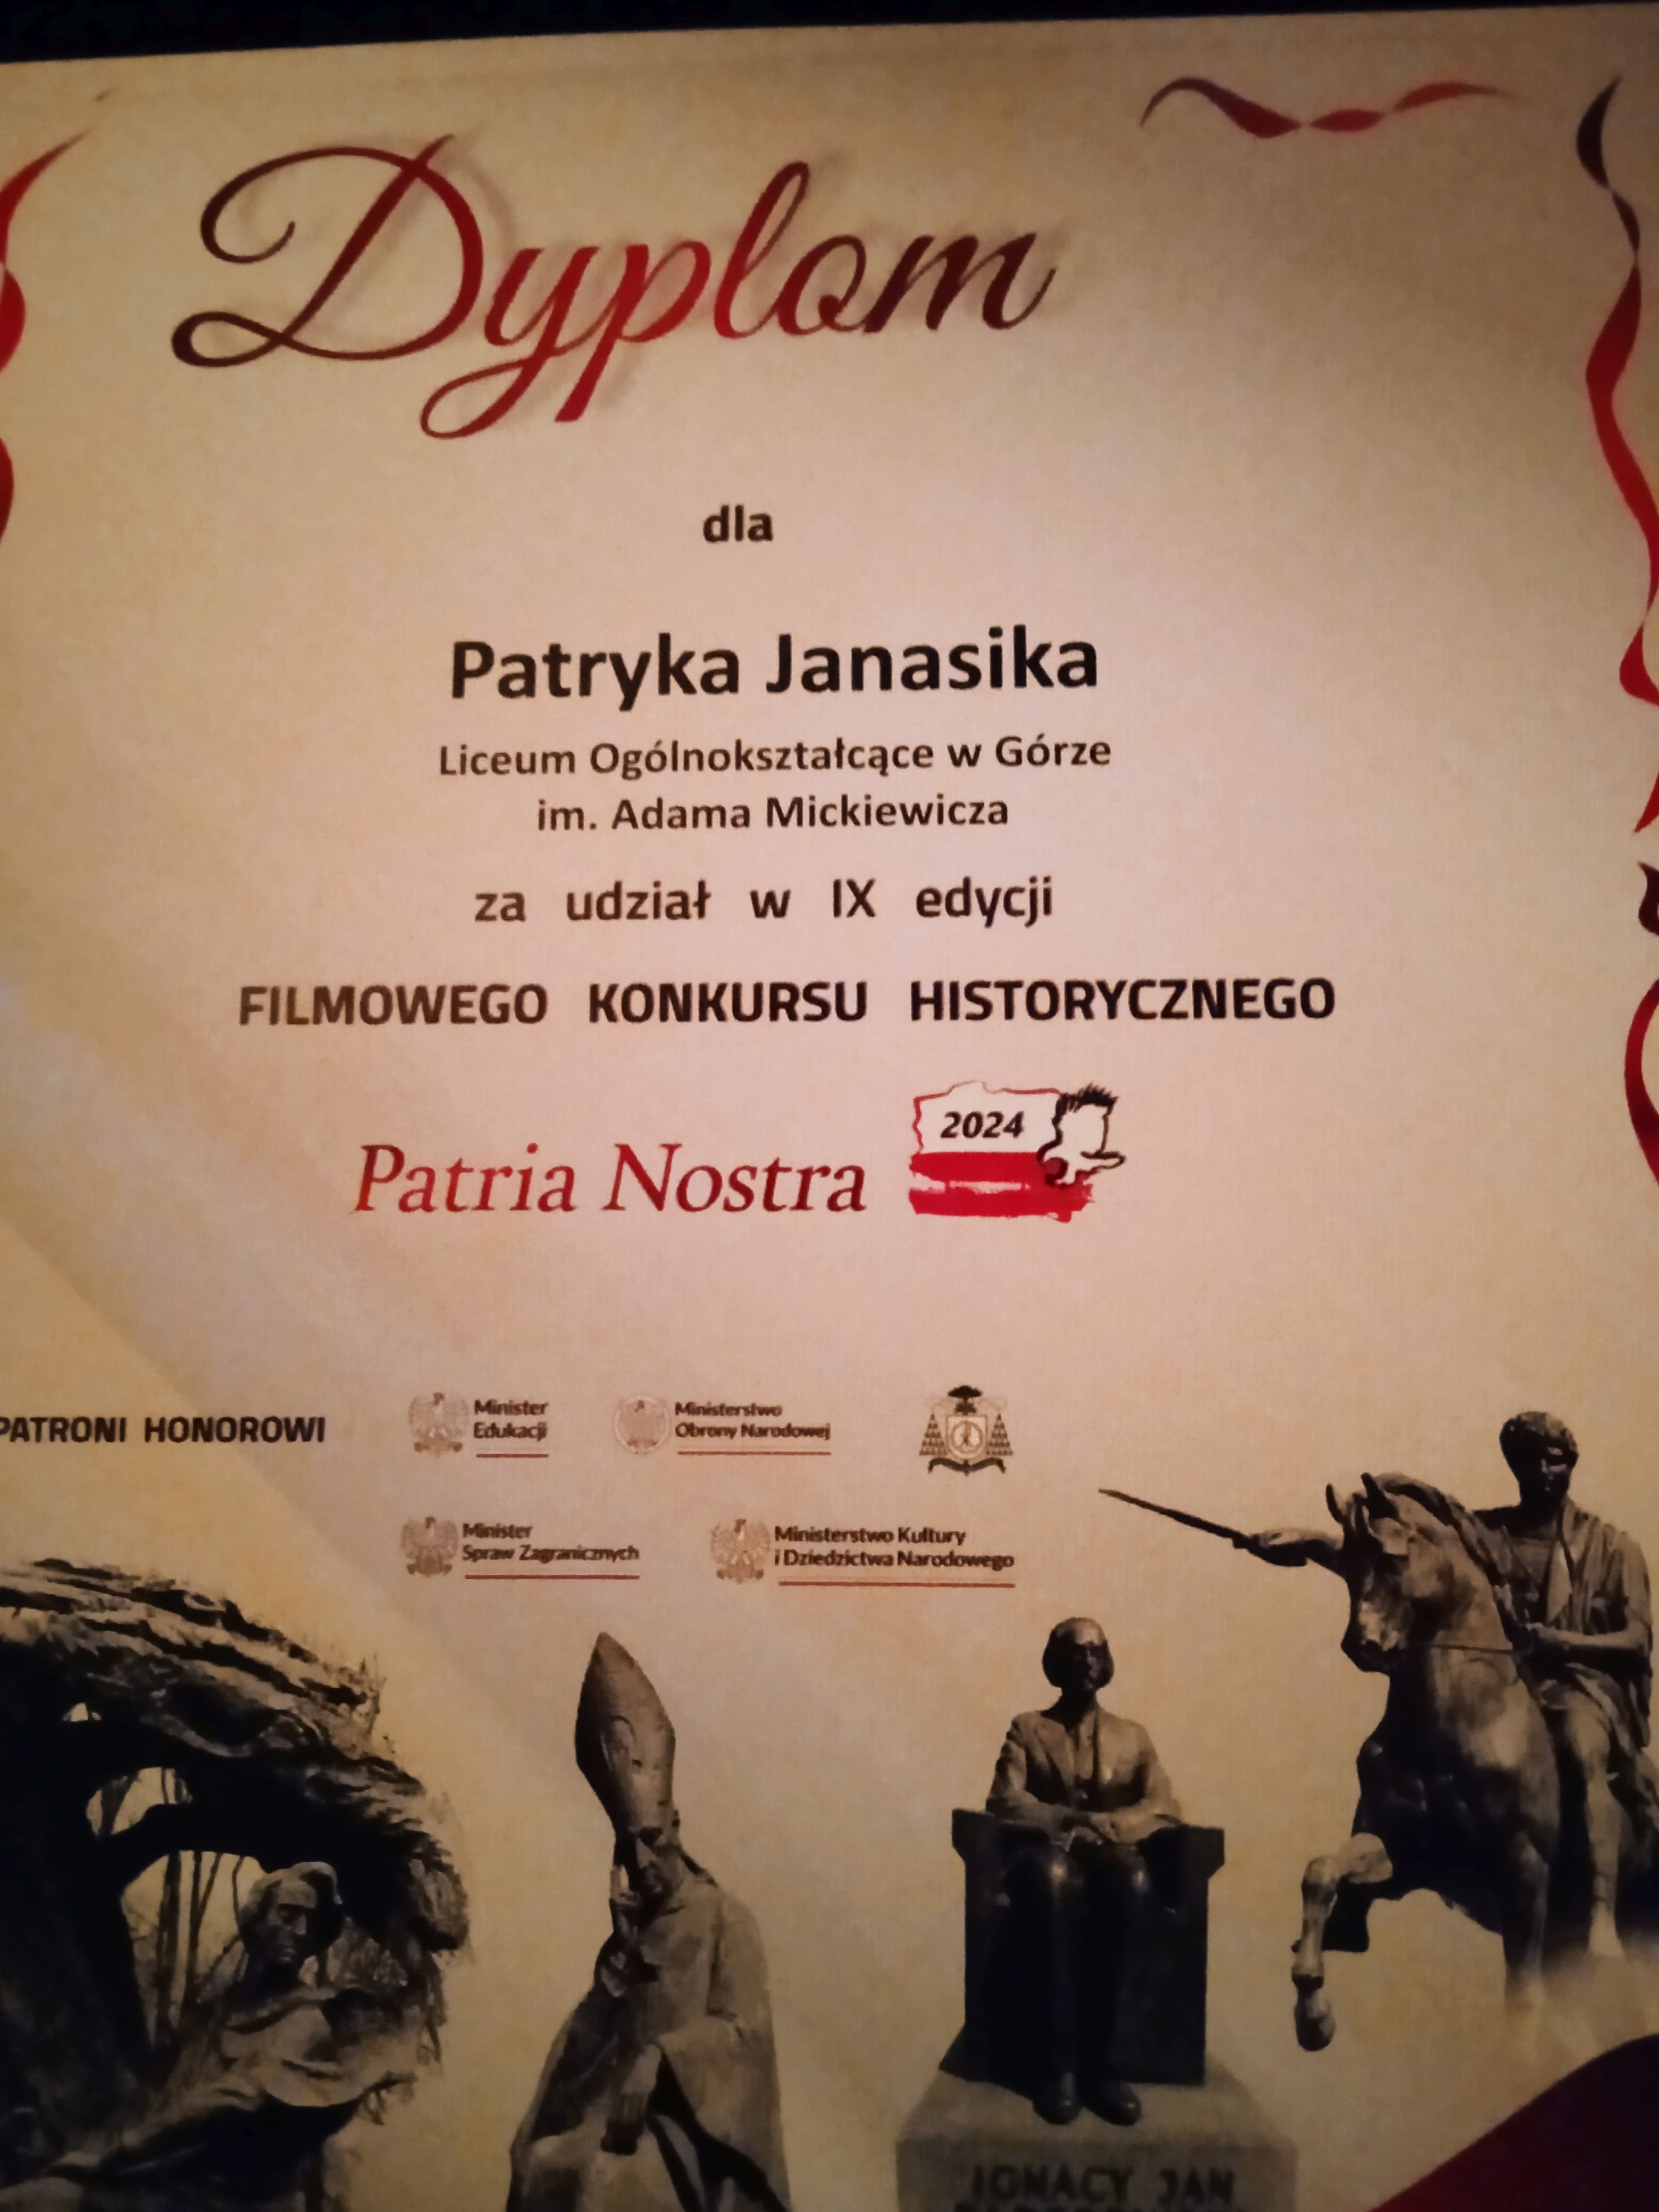 Dyplom
dla
Patryka Janasika
Liceum Ogólnokształcące w Górze
im. Adama Mickiewicza
za udział w IX edycji
FILMOWEGO KONKURSU HISTORYCZNEGO
2024
Patria Nostra
PATRONI HONOROWI
Minister
Edukacji
Ministerstwo
Obrony Narodowej
Minister
Spraw Zagranicznych
Ministerstwo Kultury
i Dziedzictwa Narodowego
IGNACY JAN